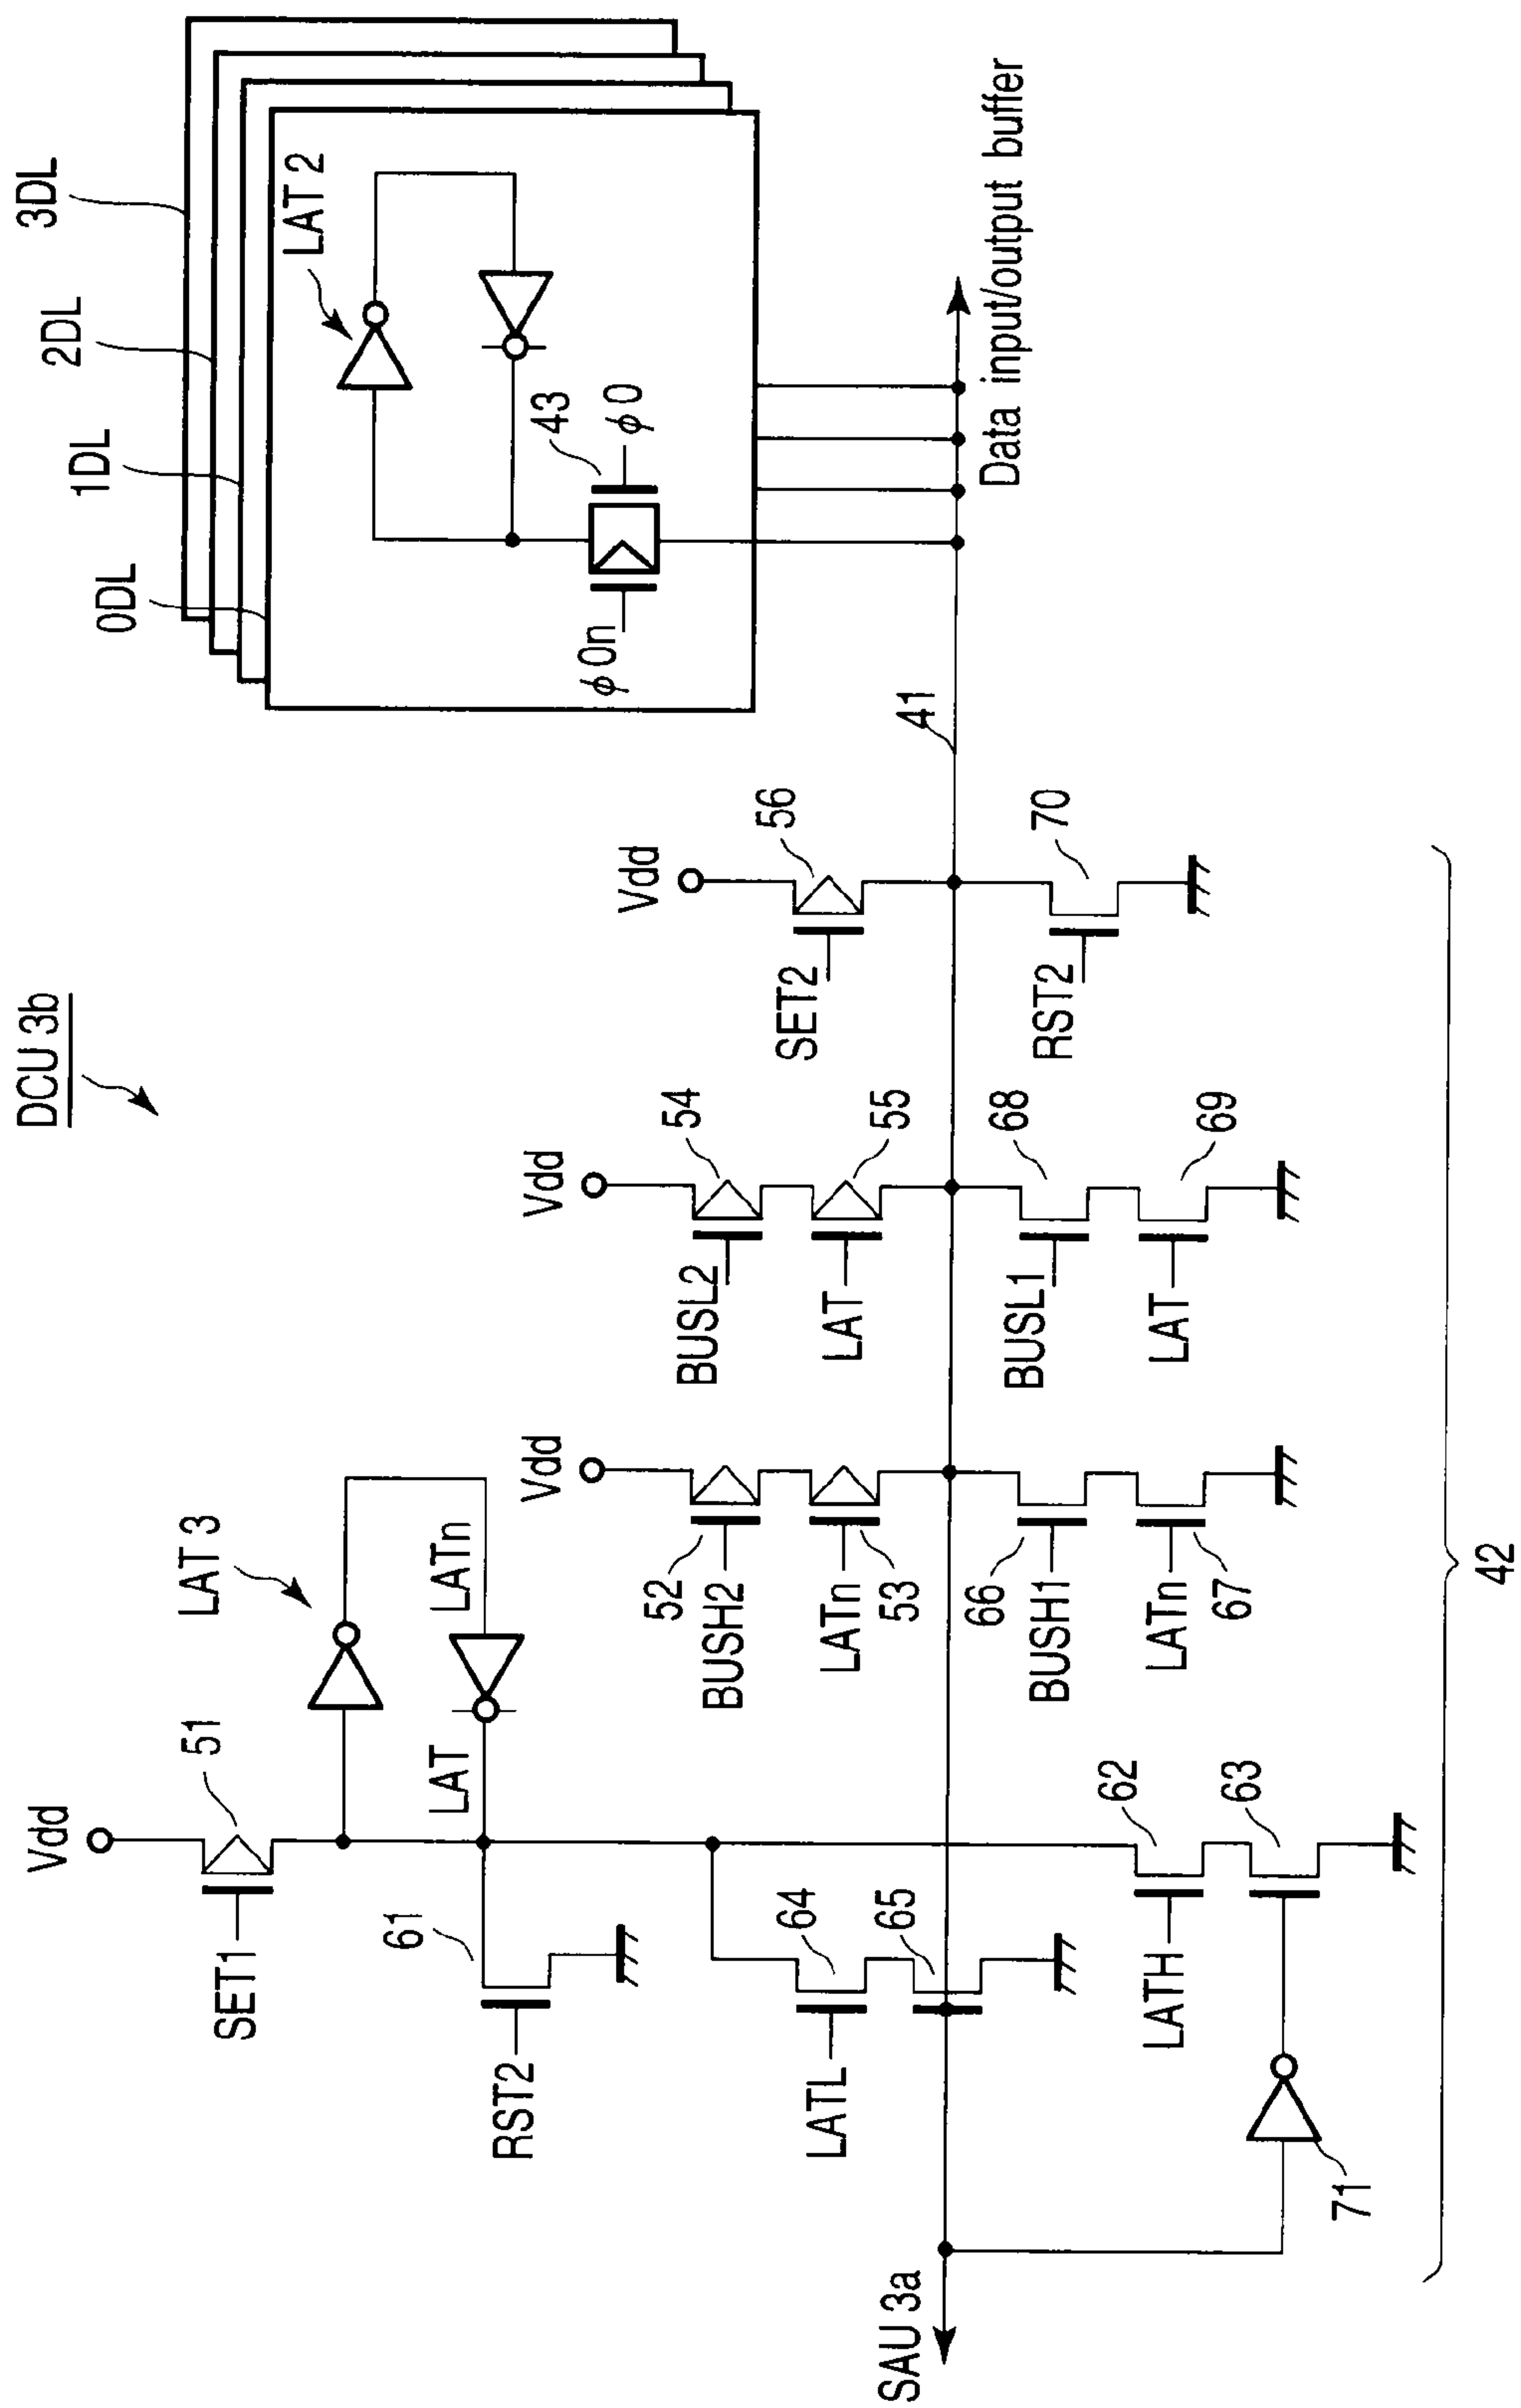 DCU 3b
3DL
2DL
1DL
0DL
LAT 2
43
ϕ0
ϕ0n
Data input/output buffer
41
Vdd
51
SET1
LAT 3
LATn
LAT
61
RST2
Vdd
52
BUSH2
LATn
53
Vdd
54
BUSL2
55
LAT
Vdd
56
SET2
64
LATL
65
66
BUSH1
LATn
67
68
BUSL1
69
LAT
70
RST2
62
LATH
63
71
SAU 3a
42